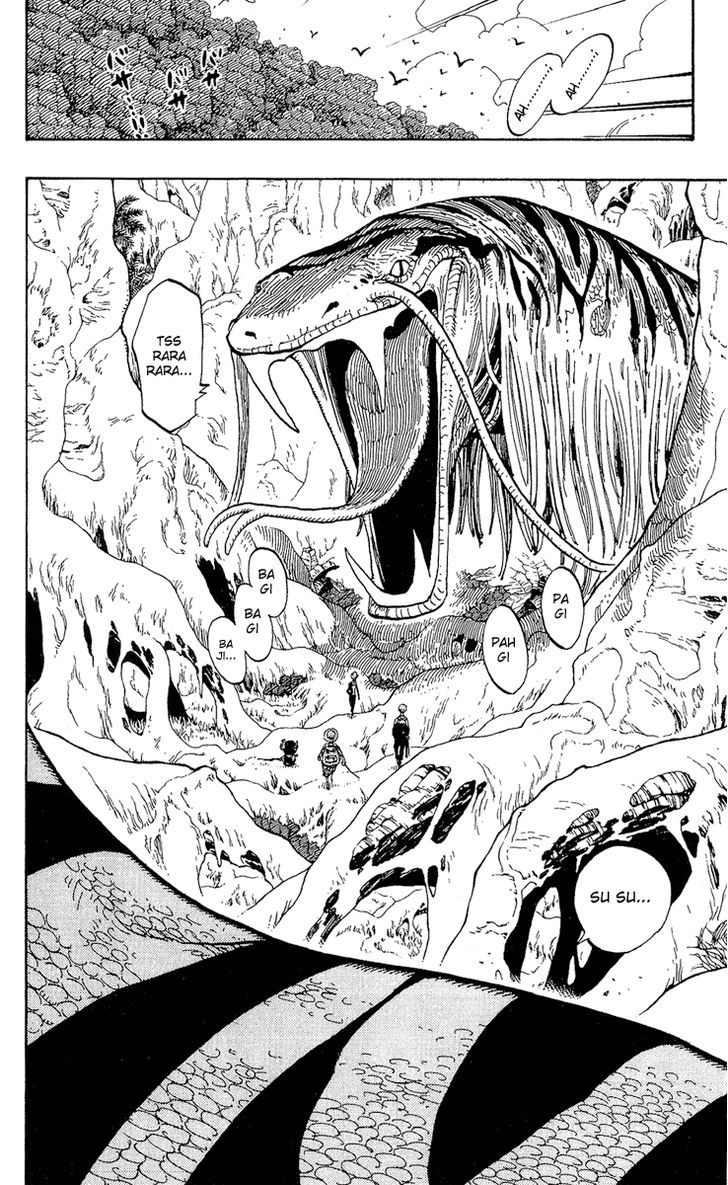 バサ
バサ
バサ
AH.........!
AH.........!
TSS
RARA
RARA...
BA
GI
BA
GI
BA
JI...
PA
GI
PAH
GI
SU SU...